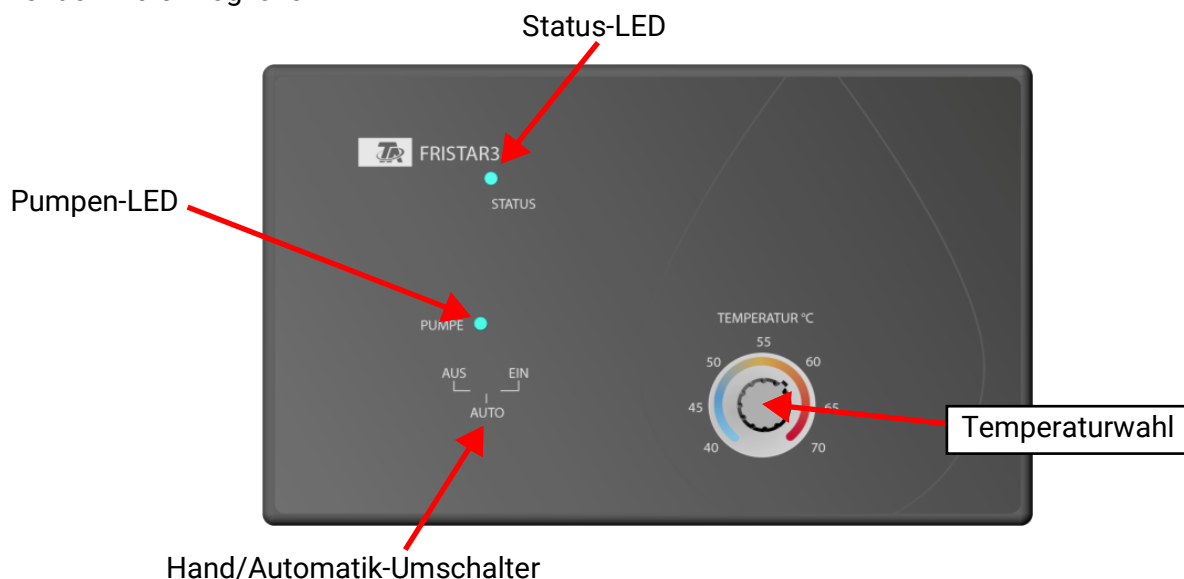 Status-LED
TA FRISTAR3
STATUS
Pumpen-LED
PUMPE
AUS EIN
AUTO
TEMPERATUR °C
55
50 60
45 65
40 70
Temperaturwahl
Hand/Automatik-Umschalter